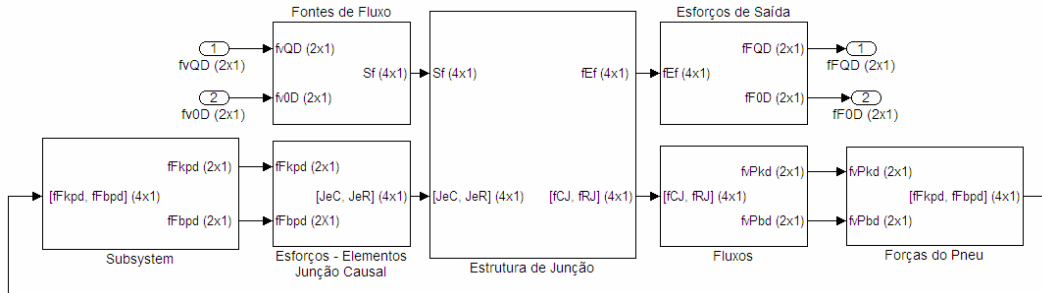 Fontes de Fluxo
Esforços de Saída
1
fvQD (2x1)
2
fv0D (2x1)
fvQD (2x1)
Sf (4x1)
fv0D (2x1)
Sf (4x1)
fEf (4x1)
fEf (4x1)
fFQD (2x1)
fF0D (2x1)
1
fFQD (2x1)
2
fF0D (2x1)
fFkpd (2x1)
[fFkpd, fFbpd] (4x1)
fFbpd (2x1)
Subsystem
fFkpd (2x1)
[JeC, JeR] (4x1)
fFbpd (2X1)
Esforços - Elementos
Junção Causal
[JeC, JeR] (4x1)
[fCJ, fRJ] (4x1)
Estrutura de Junção
fvPkd (2x1)
[fCJ, fRJ] (4x1)
fvPbd (2x1)
Fluxos
fvPkd (2x1)
[fFkpd, fFbpd] (4x1)
fvPbd (2X1)
Forças do Pneu